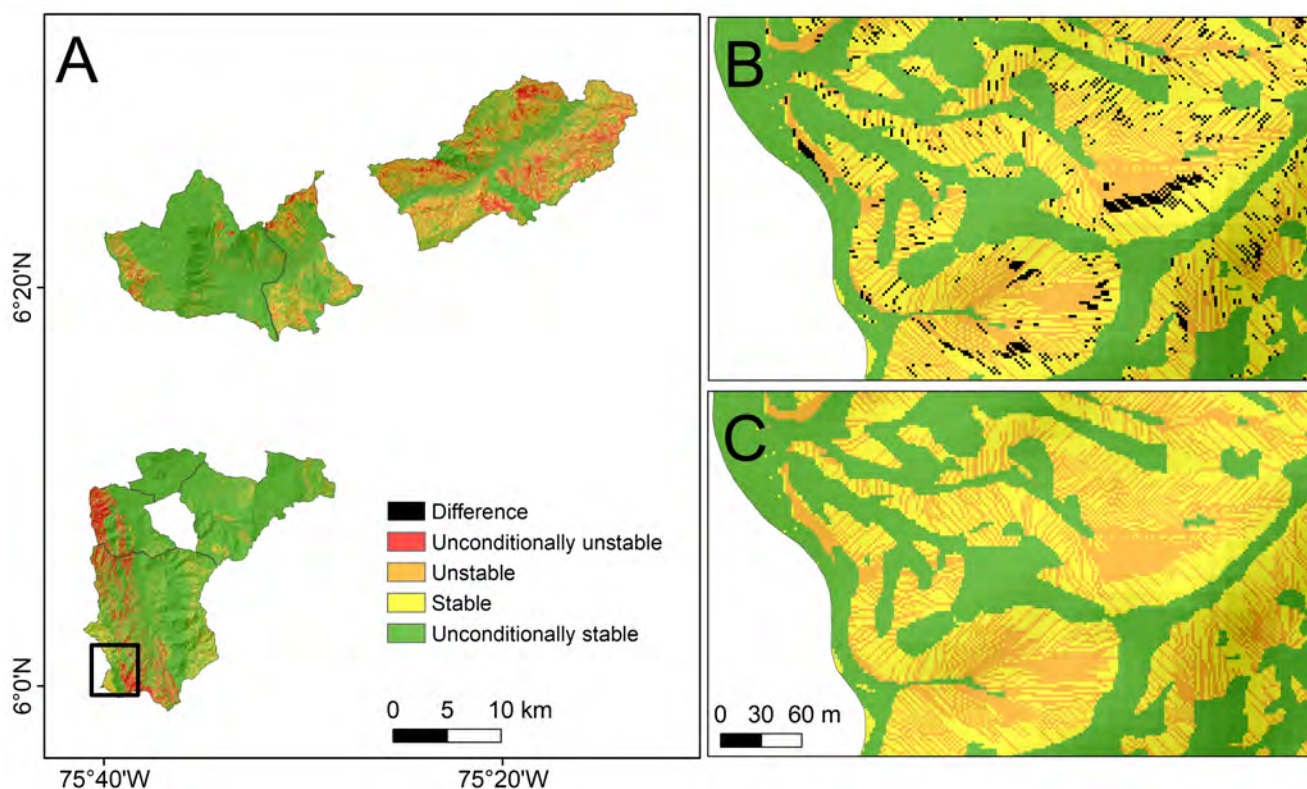 A
6°20'N
6°0'N
75°40'W
75°20'W
Difference
Unconditionally unstable
Unstable
Stable
Unconditionally stable
0 5 10 km
B
C
0 30 60 m